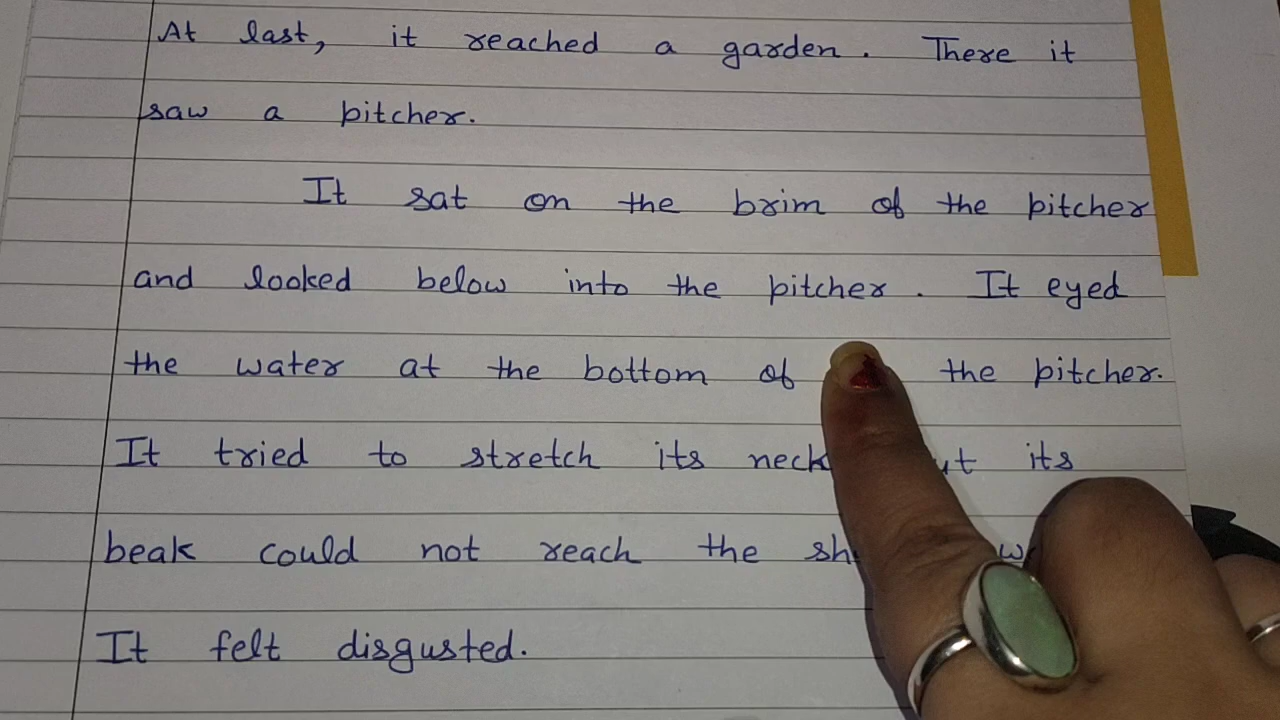 At last, it reached a garden. There it
saw a pitcher.
It sat on the brim of the pitcher
and looked below into the pitcher. It eyed
the water at the bottom of the pitcher.
It tried to stretch its neck its
beak could not reach the
It felt disgusted.